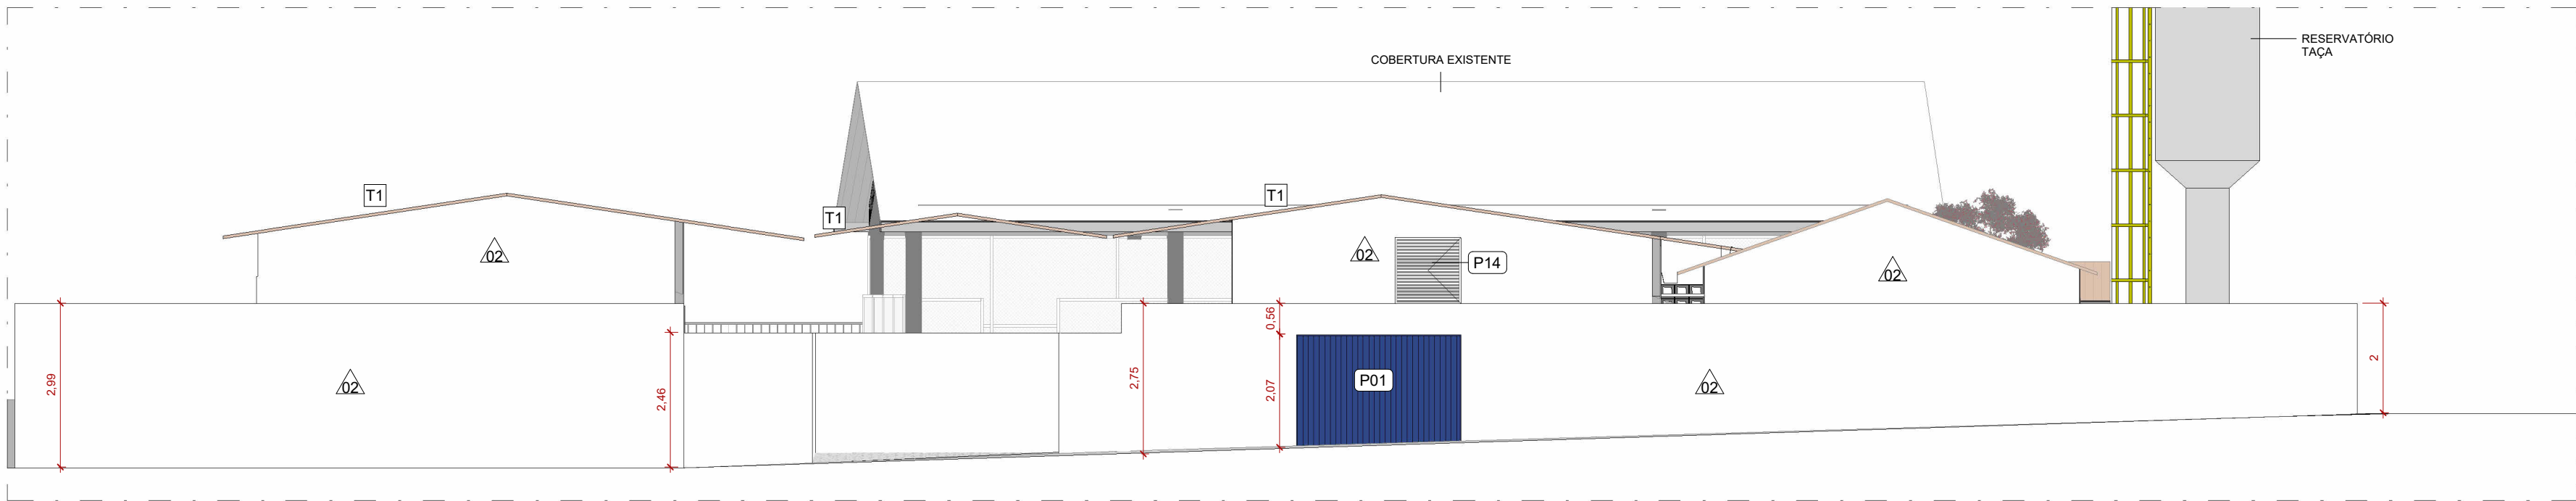 RESERVATÓRIO
TAÇA
COBERTURA EXISTENTE
T1
T1
T1
02
02
P14
02
0,56
2,99
02
2,46
2,75
2,07
P01
02
2